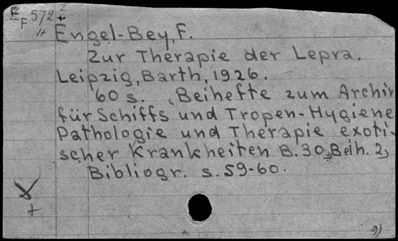 E F 572 2
Engel-Bey, F.
Zur Therapie der Lepra.
Leipzig, Barth, 1926.
60 s. „Beihefte zum Archiv
für Schiffs und Tropen-Hygiene
Pathologie und Therapie exoti-
scher Krankheiten B. 30, Beih. 2„
Bibliogr. s. 59-60.